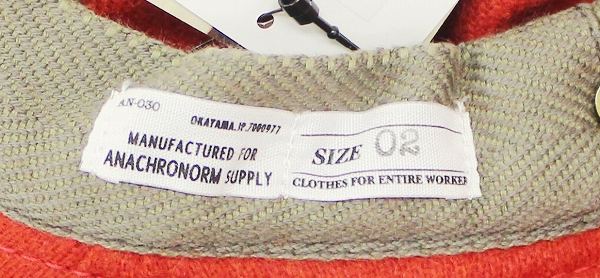 AN-030
OKAYAMA.JP.7000977
MANUFACTURED FOR
ANACHRONORM SUPPLY
SIZE 02
CLOTHES FOR ENTIRE WORKER